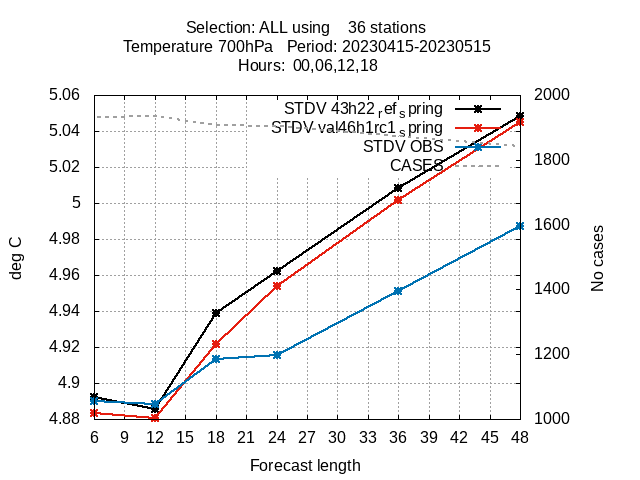 Selection: ALL using    36 stations
Temperature 700hPa   Period: 20230415-20230515
Hours:  00,06,12,18
STDV 43h22_ref_spring
STDV val46h1rc1_spring
STDV OBS
CASES
deg C
5.06
5.04
5.02
5
4.98
4.96
4.94
4.92
4.9
4.88
No cases
2000
1800
1600
1400
1200
1000
6 9 12 15 18 21 24 27 30 33 36 39 42 45 48
Forecast length